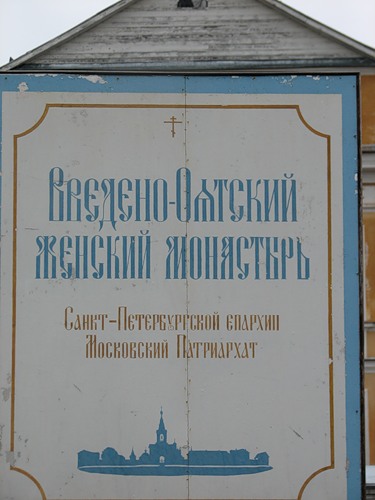 Введено-Оятский
женский монастырь
Санкт-Петербургской епархии
Московский Патриархат